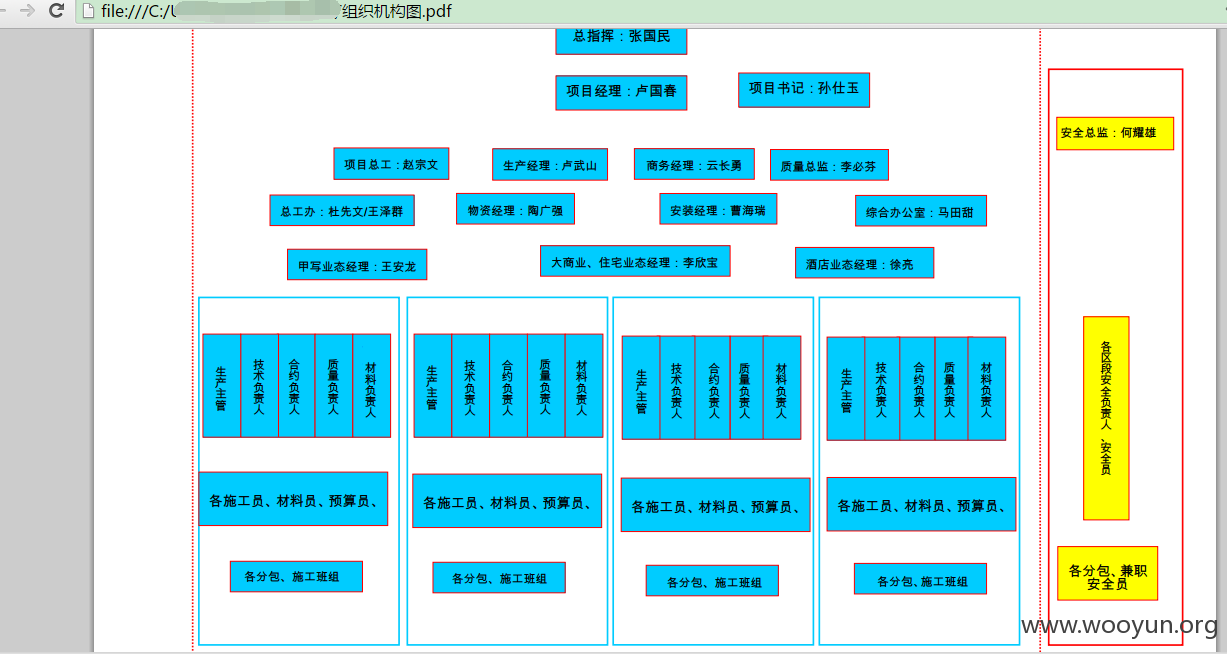 file:///C:/U
组织机构图.pdf
总指挥：张国民
项目经理：卢国春
项目书记：孙仕玉
安全总监：何耀雄
项目总工：赵宗文
生产经理：卢武山
商务经理：云长勇
质量总监：李必芬
总工办：杜先文/王泽群
物资经理：陶广强
安装经理：曹海瑞
综合办公室：马田甜
甲写业态经理：王安龙
大商业、住宅业态经理：李欣宝
酒店业态经理：徐亮
生产主管
技术负责人
合约负责人
质量负责人
材料负责人
生产主管
技术负责人
合约负责人
质量负责人
材料负责人
生产主管
技术负责人
合约负责人
质量负责人
材料负责人
生产主管
技术负责人
合约负责人
质量负责人
材料负责人
各区段安全负责人、安全员
各施工员、材料员、预算员、
各施工员、材料员、预算员、
各施工员、材料员、预算员、
各施工员、材料员、预算员、
各分包、施工班组
各分包、施工班组
各分包、施工班组
各分包、施工班组
各分包、兼职
安全员
www.wooyun.org